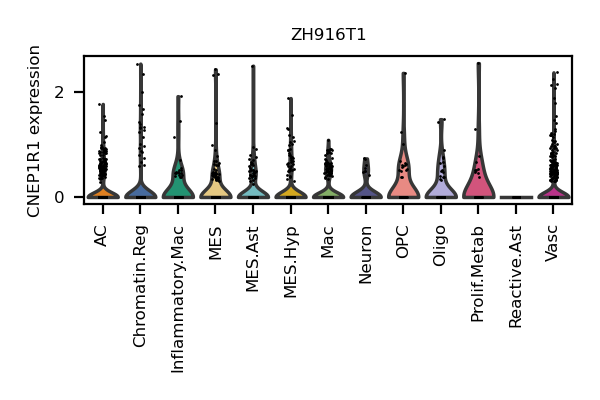 ZH916T1
CNEP1R1 expression
2
0
AC
Chromatin.Reg
Inflammatory.Mac
MES
MES.Ast
MES.Hyp
Mac
Neuron
OPC
Oligo
Prolif.Metab
Reactive.Ast
Vasc